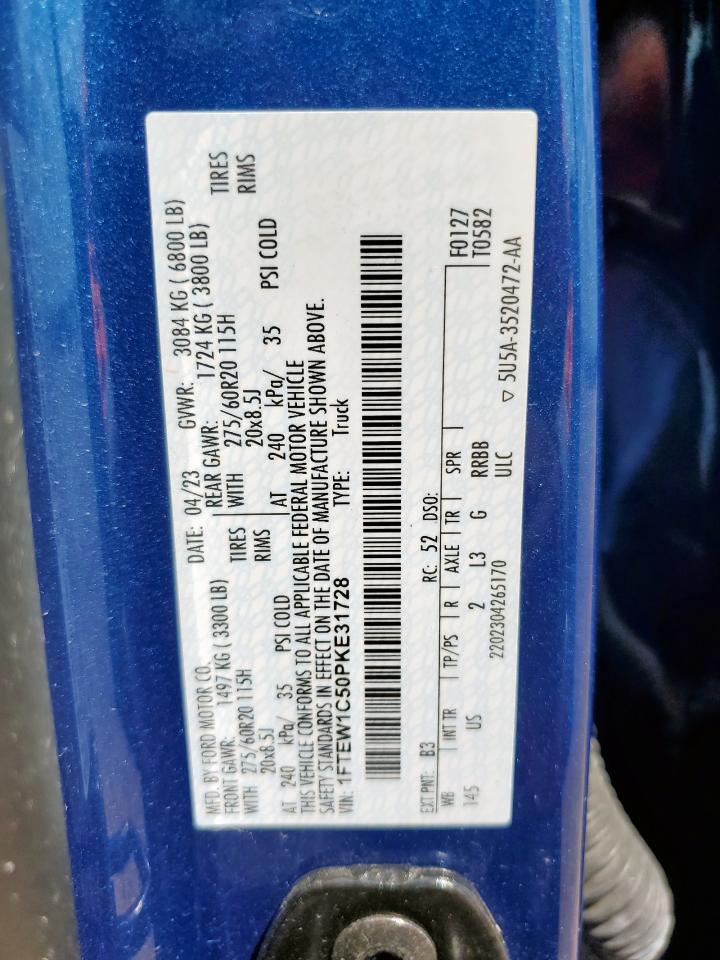 MFD. BY FORD MOTOR CO.
DATE: 04/23 GVWR: 3084 KG ( 6800 LB)
FRONT GAWR: 1497 KG ( 3300 LB) REAR GAWR: 1724 KG ( 3800 LB)
WITH 275/60R20 115H TIRES WITH 275/60R20 115H TIRES
20x8.5J RIMS 20x8.5J RIMS
AT 240 kPa/ 35 PSI COLD AT 240 kPa/ 35 PSI COLD
THIS VEHICLE CONFORMS TO ALL APPLICABLE FEDERAL MOTOR VEHICLE
SAFETY STANDARDS IN EFFECT ON THE DATE OF MANUFACTURE SHOWN ABOVE.
VIN: 1FTEW1C50PKE31728 TYPE: Truck
EXT PNT: B3 RC: 52 DSO:
WB INT TR TP/PS R AXLE TR SPR F0127
T0582
145 US 2 L3 G RRBB
2202304265170 ULC
▽ 5U5A-3520472-AA